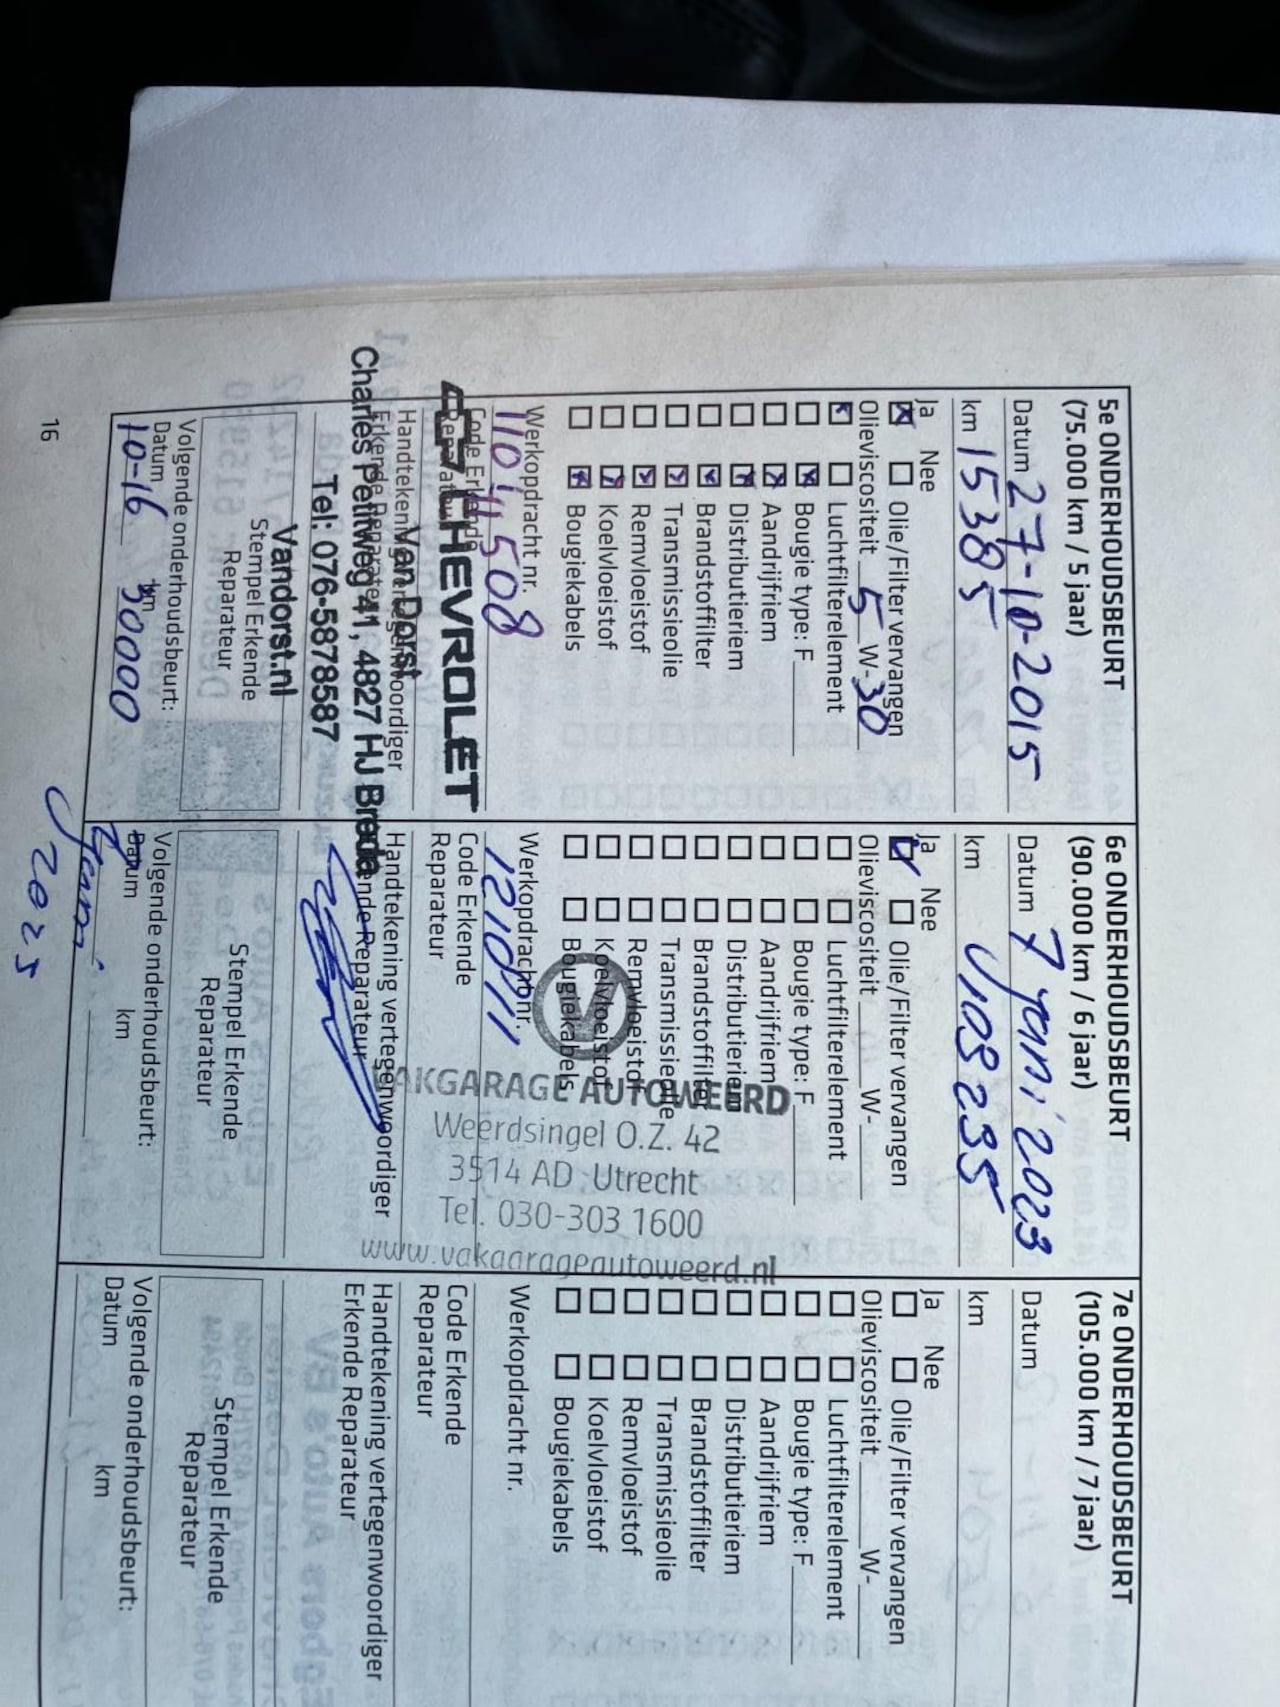 5e ONDERHOUDSBEURT
(75.000 km / 5 jaar)
Datum 27-10-2015
km 15385
Ja Nee
Olie/Filter vervangen
Olieviscositeit 5 W-30
Luchtfilterelement
Bougie type: F
Aandrijfriem
Distributieriem
Brandstoffilter
Transmissieolie
Remvloeistof
Koelvloeistof
Bougiekabels
Werkopdracht nr.
Code Erkende
Reparateur
CHEVROLET
Handtekening vertegenwoordiger
Erkende Reparateur
Van Dorst
Charles Petitweg 41, 4827 HJ Breda
Tel: 076-5878587
Vandorst.nl
Stempel Erkende
Reparateur
Volgende onderhoudsbeurt:
Datum km
10-16 30000
6e ONDERHOUDSBEURT
(90.000 km / 6 jaar)
Datum 7 Juni 2023
km
Ja Nee
Olie/Filter vervangen
Olieviscositeit W-
Luchtfilterelement
Bougie type: F
Aandrijfriem
Distributieriem
Brandstoffilter
Transmissieolie
Remvloeistof
Koelvloeistof
Bougiekabels
Werkopdracht nr.
Code Erkende
Reparateur
VAKGARAGE AUTOWEERD
Weerdsingel O.Z. 42
3514 AD Utrecht
Tel. 030-303 1600
www.vakgarageautoweerd.nl
Handtekening vertegenwoordiger
Erkende Reparateur
Stempel Erkende
Reparateur
Volgende onderhoudsbeurt:
Datum km
Juni
2025
7e ONDERHOUDSBEURT
(105.000 km / 7 jaar)
Datum
km
Ja Nee
Olie/Filter vervangen
Olieviscositeit W-
Luchtfilterelement
Bougie type: F
Aandrijfriem
Distributieriem
Brandstoffilter
Transmissieolie
Remvloeistof
Koelvloeistof
Bougiekabels
Werkopdracht nr.
Code Erkende
Reparateur
Handtekening vertegenwoordiger
Erkende Reparateur
Stempel Erkende
Reparateur
Volgende onderhoudsbeurt:
Datum km
16